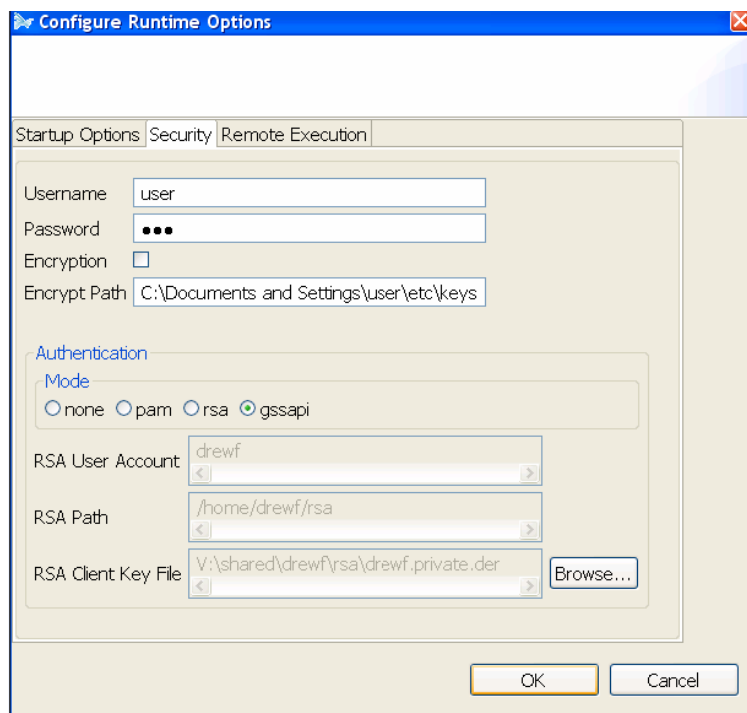 Configure Runtime Options
Startup Options Security Remote Execution
Username user
Password •••
Encryption
Encrypt Path C:\Documents and Settings\user\etc\keys
Authentication
Mode
none pam rsa gssapi
RSA User Account drewf
RSA Path /home/drewf/rsa
RSA Client Key File V:\shared\drewf\rsa\drewf.private.der Browse...
OK Cancel